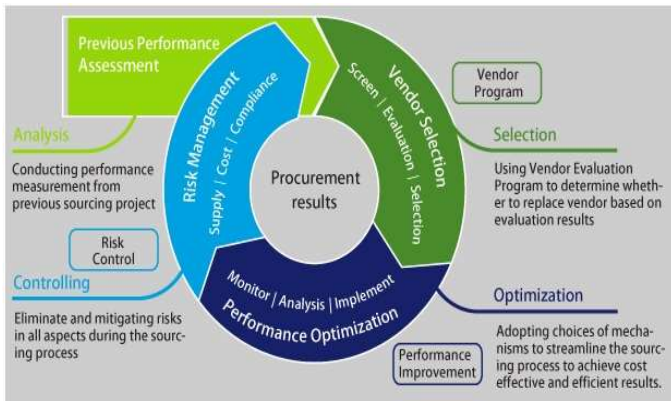 Previous Performance
Assessment
Analysis
Conducting performance
measurement from
previous sourcing project
Risk
Control
Controlling
Eliminate and mitigating risks
in all aspects during the sourc-
ing process
Risk Management
Supply | Cost | Compliance
Procurement
results
Vendor Selection
Screen | Evaluation | Selection
Monitor | Analysis | Implement
Performance Optimization
Vendor
Program
Selection
Using Vendor Evaluation
Program to determine wheth-
er to replace vendor based on
evaluation results
Optimization
Adopting choices of mecha-
nisms to streamline the sourc-
ing process to achieve cost
effective and efficient results.
Performance
Improvement